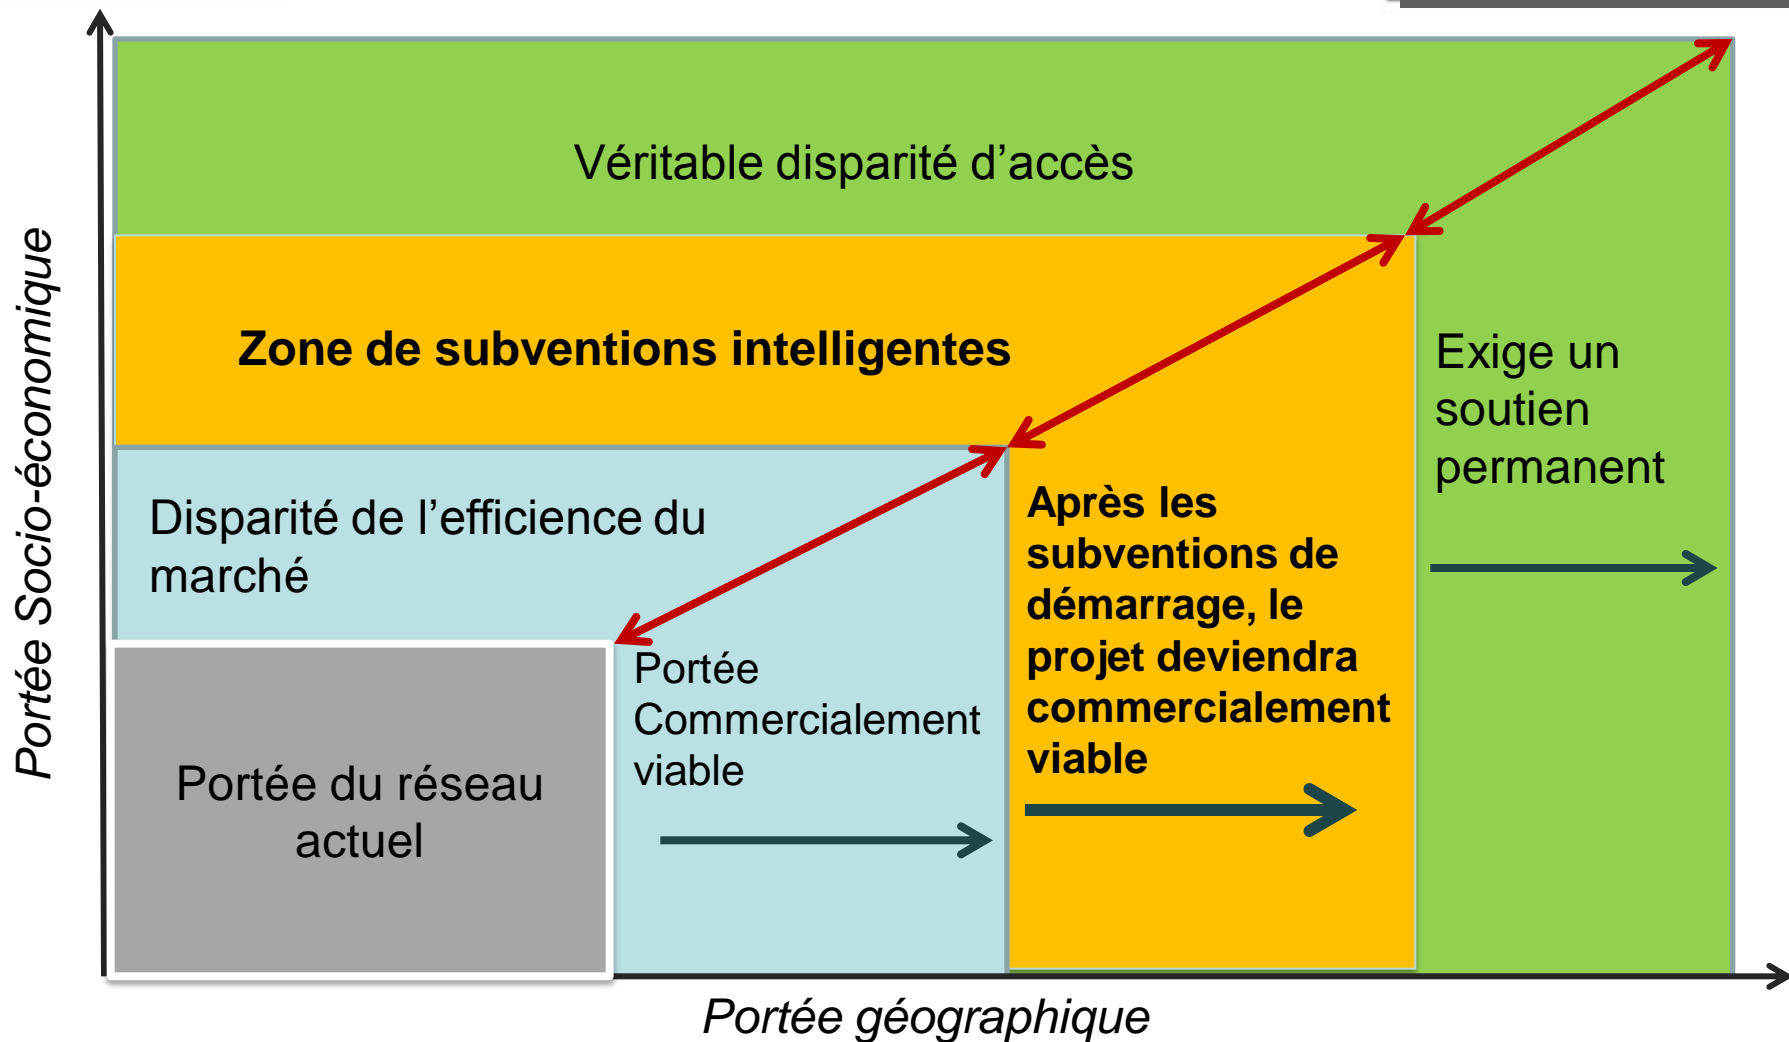 Portée Socio-économique
Véritable disparité d’accès
Zone de subventions intelligentes
Exige un
soutien
permanent
Disparité de l’efficience du
marché
Après les
subventions de
démarrage, le
projet deviendra
commercialement
viable
Portée
Commercialement
viable
Portée du réseau
actuel
Portée géographique